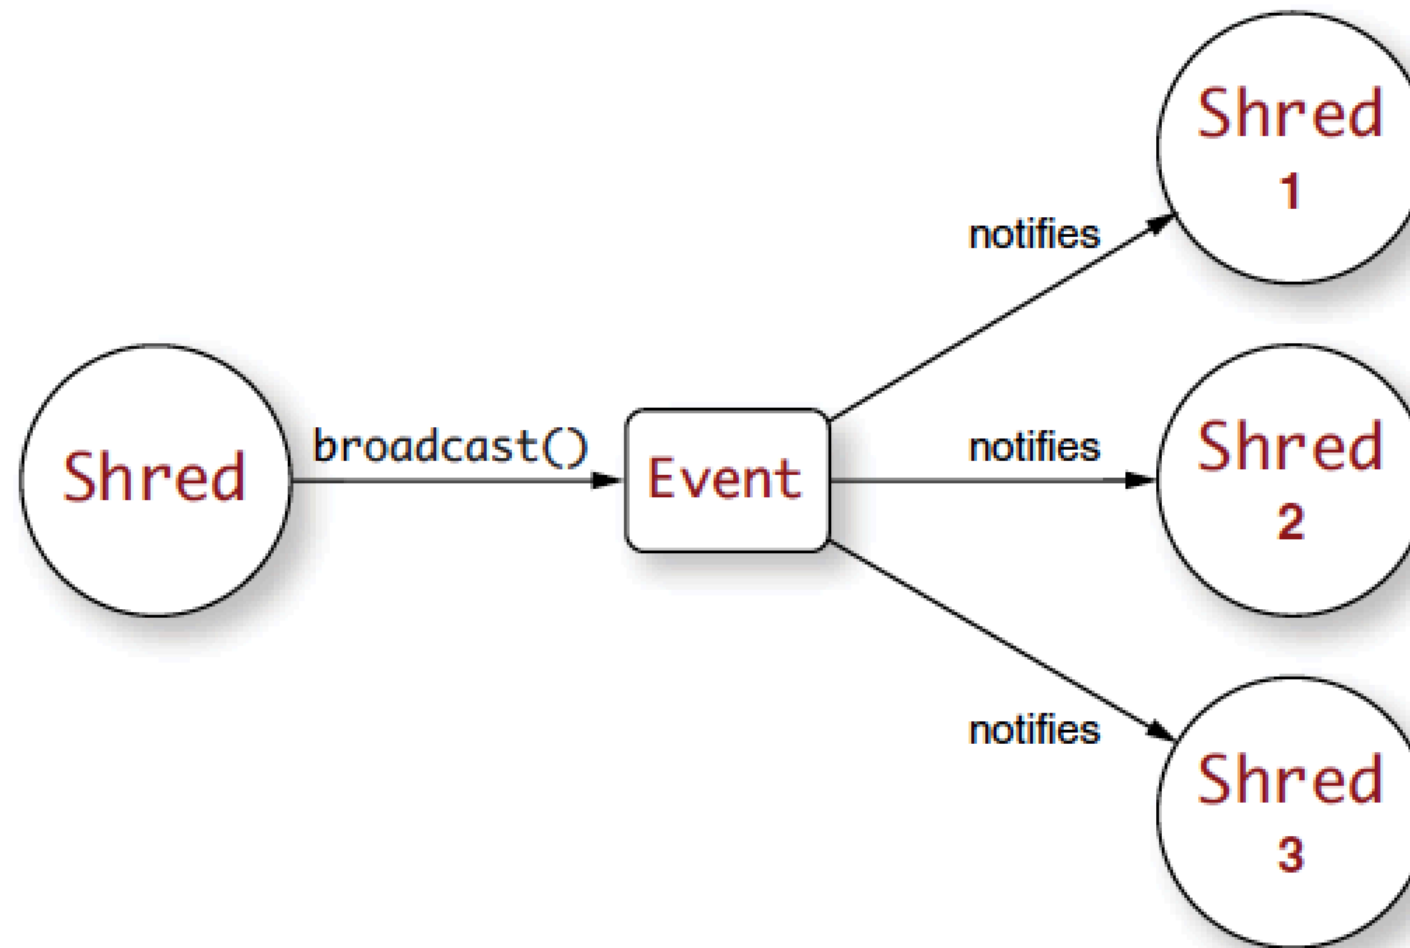 Shred
1
notifies
Shred
broadcast()
Event
notifies
Shred
2
notifies
Shred
3